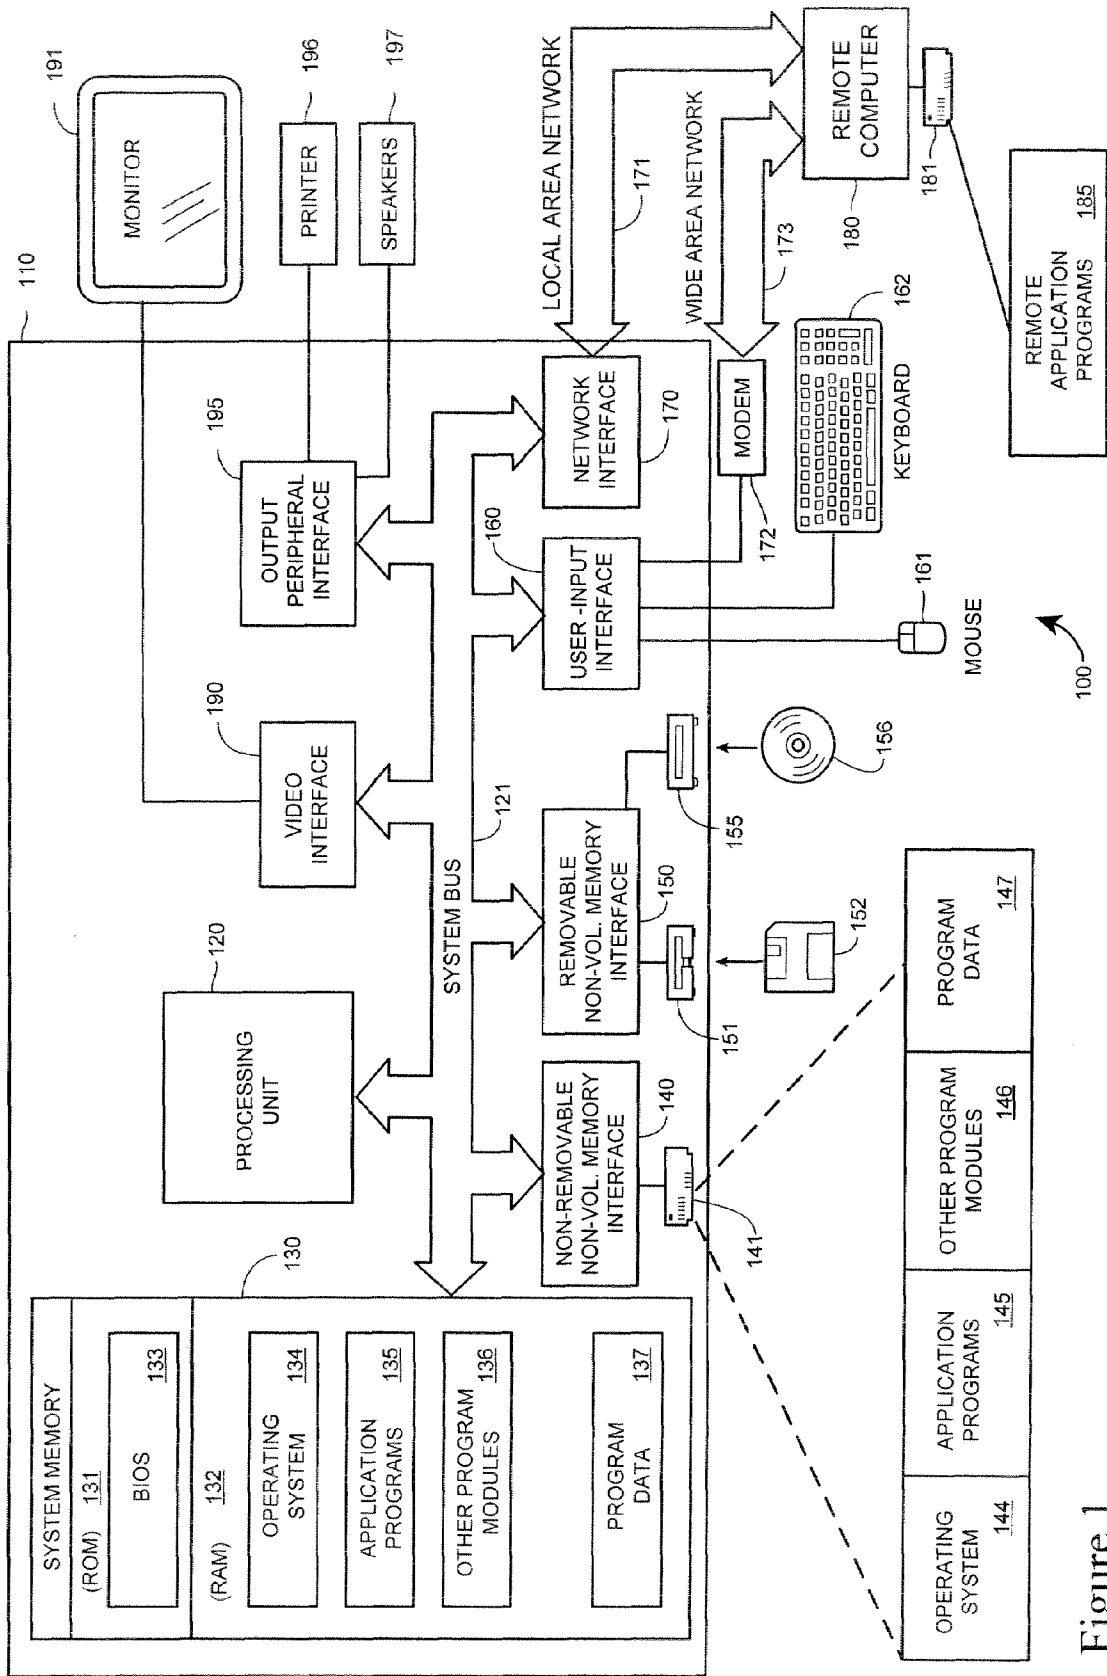 SYSTEM MEMORY
(ROM) 131
BIOS
133
(RAM) 132
OPERATING
SYSTEM
134
APPLICATION
PROGRAMS
135
OTHER PROGRAM
MODULES
136
PROGRAM
DATA
137
130
PROCESSING
UNIT
120
VIDEO
INTERFACE
190
OUTPUT
PERIPHERAL
INTERFACE
195
110
MONITOR
191
PRINTER
196
SPEAKERS
197
SYSTEM BUS
121
NON-REMOVABLE
NON-VOL. MEMORY
INTERFACE
140
REMOVABLE
NON-VOL. MEMORY
INTERFACE
150
USER -INPUT
INTERFACE
160
NETWORK
INTERFACE
170
LOCAL AREA NETWORK
171
WIDE AREA NETWORK
173
MODEM
172
141
151
155
152
156
MOUSE
161
KEYBOARD
162
REMOTE
COMPUTER
180
181
REMOTE
APPLICATION
PROGRAMS
185
OPERATING
SYSTEM
144
APPLICATION
PROGRAMS
145
OTHER PROGRAM
MODULES
146
PROGRAM
DATA
147
100
Figure 1